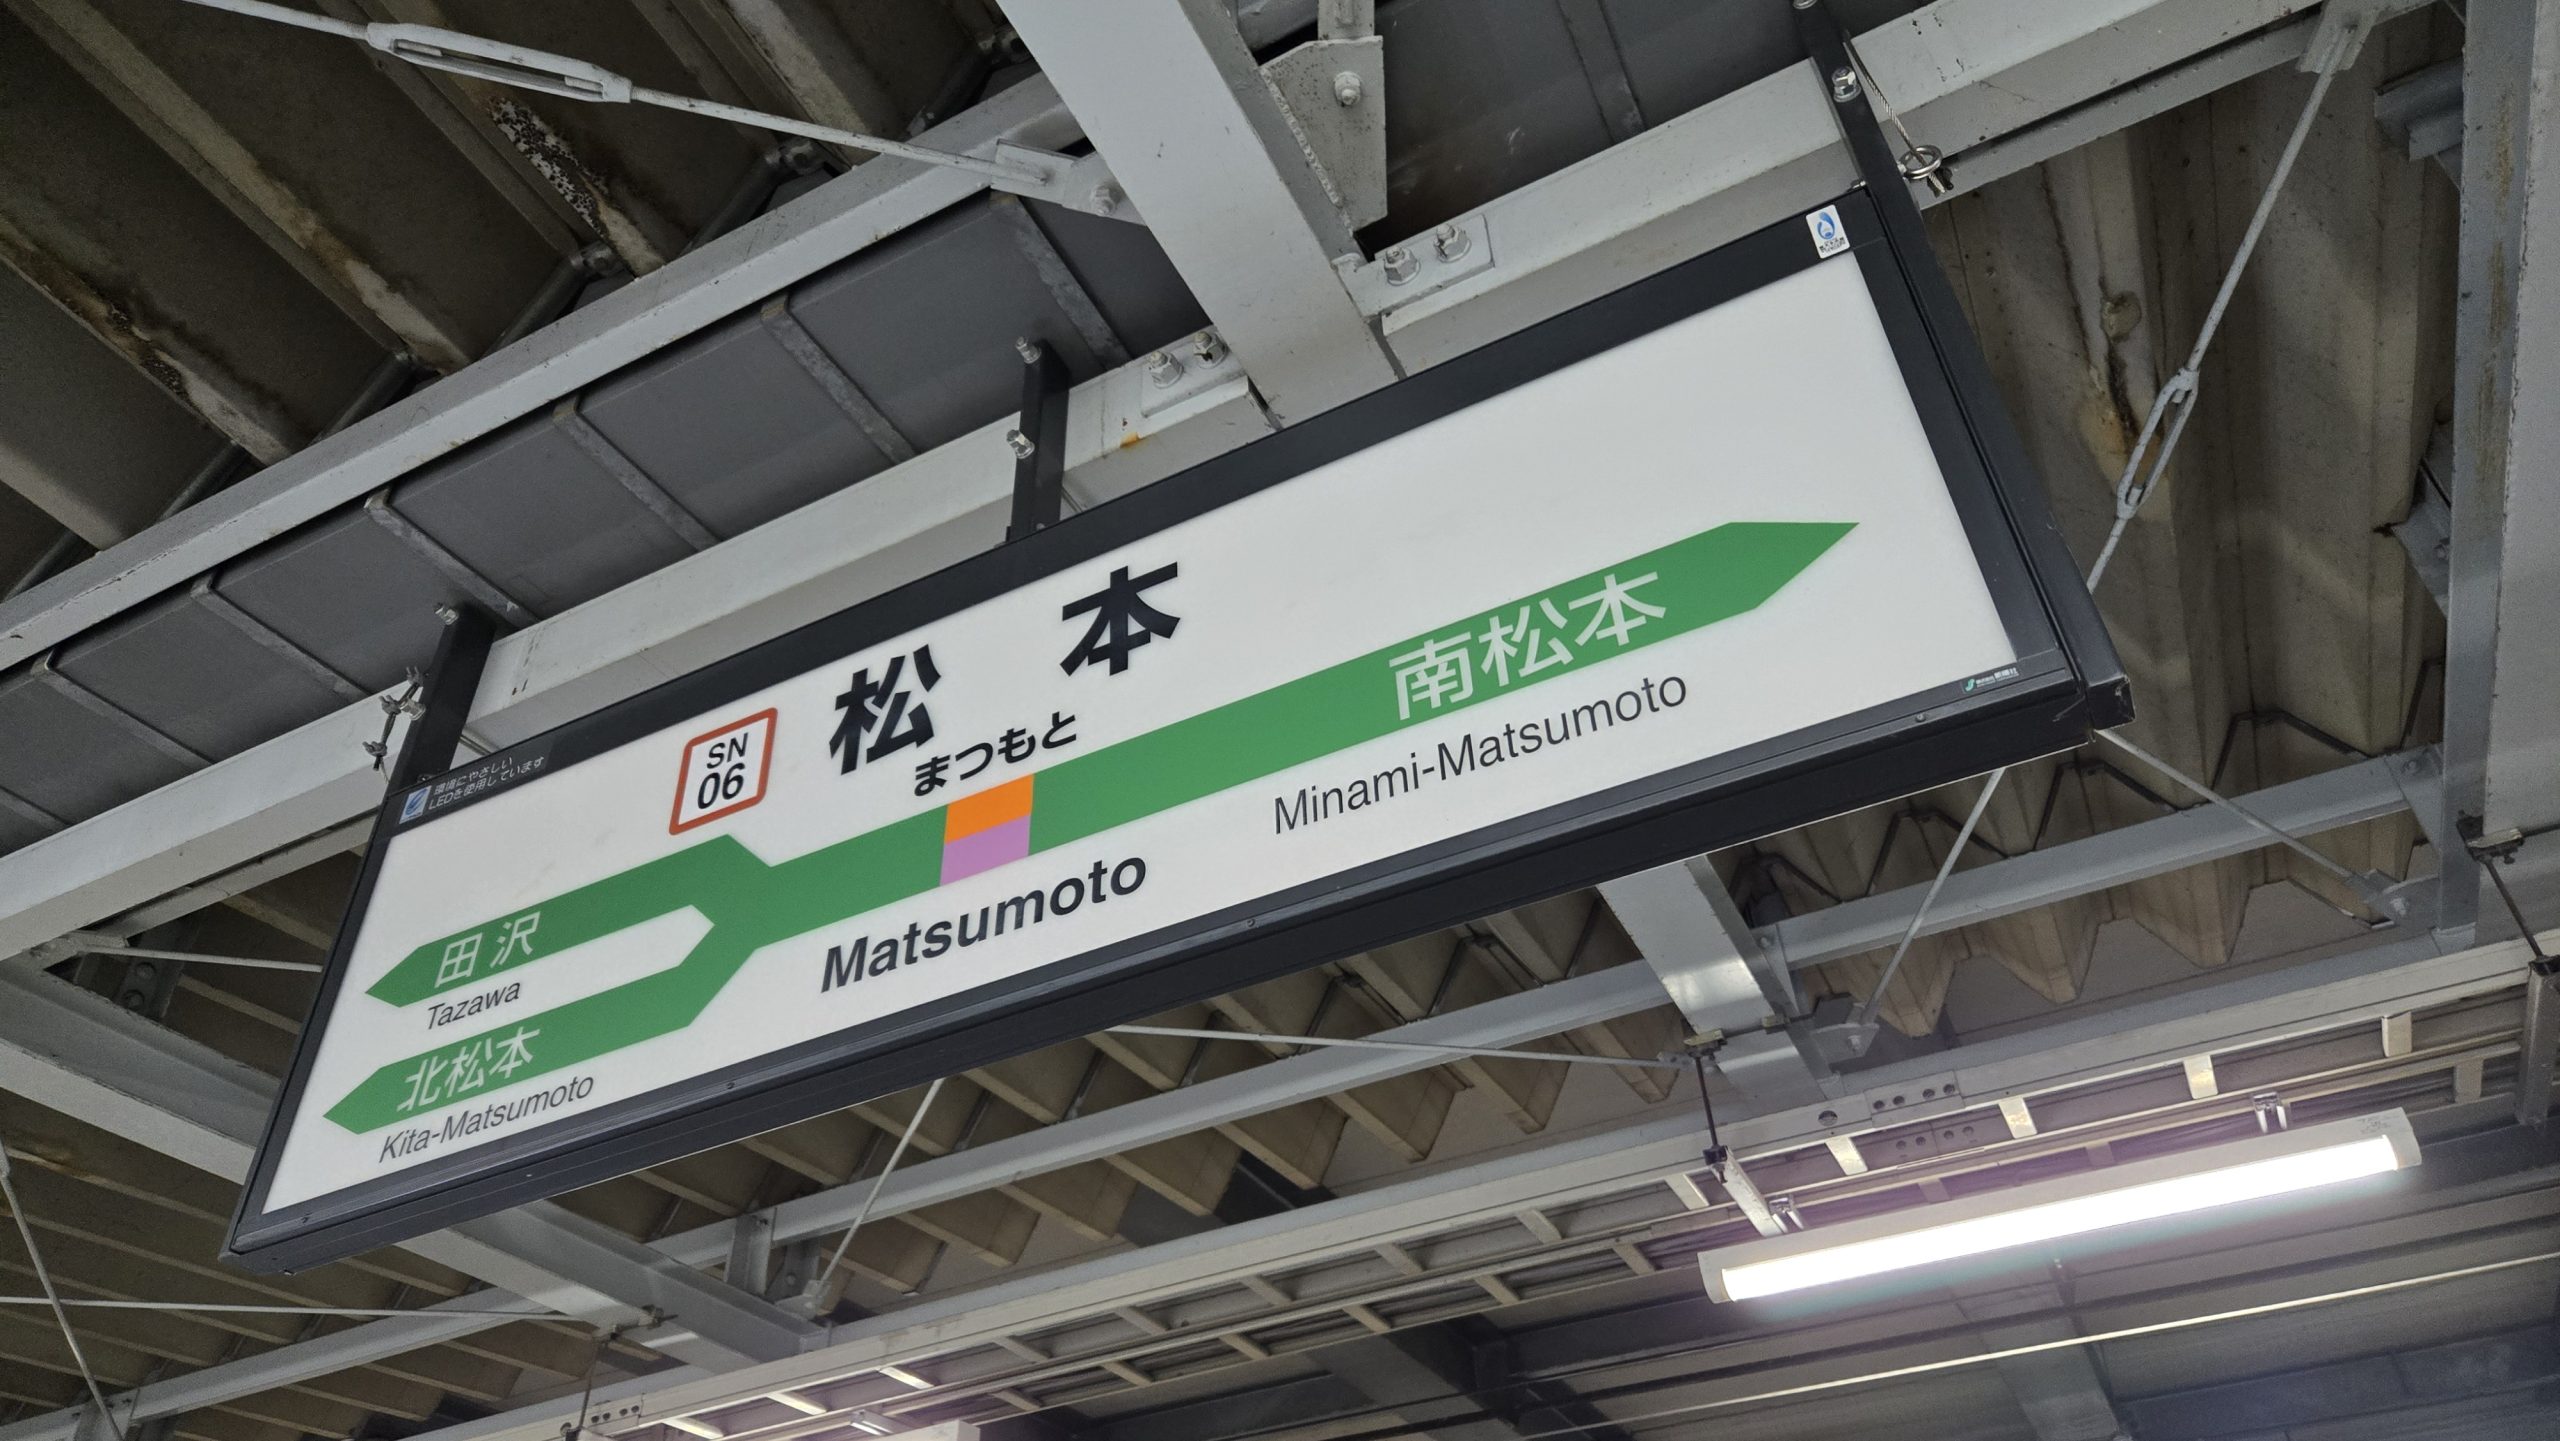 環境にやさしい
LEDを使用しています
SN
06
松本
まつもと
Matsumoto
南松本
Minami-Matsumoto
田沢
Tazawa
北松本
Kita-Matsumoto